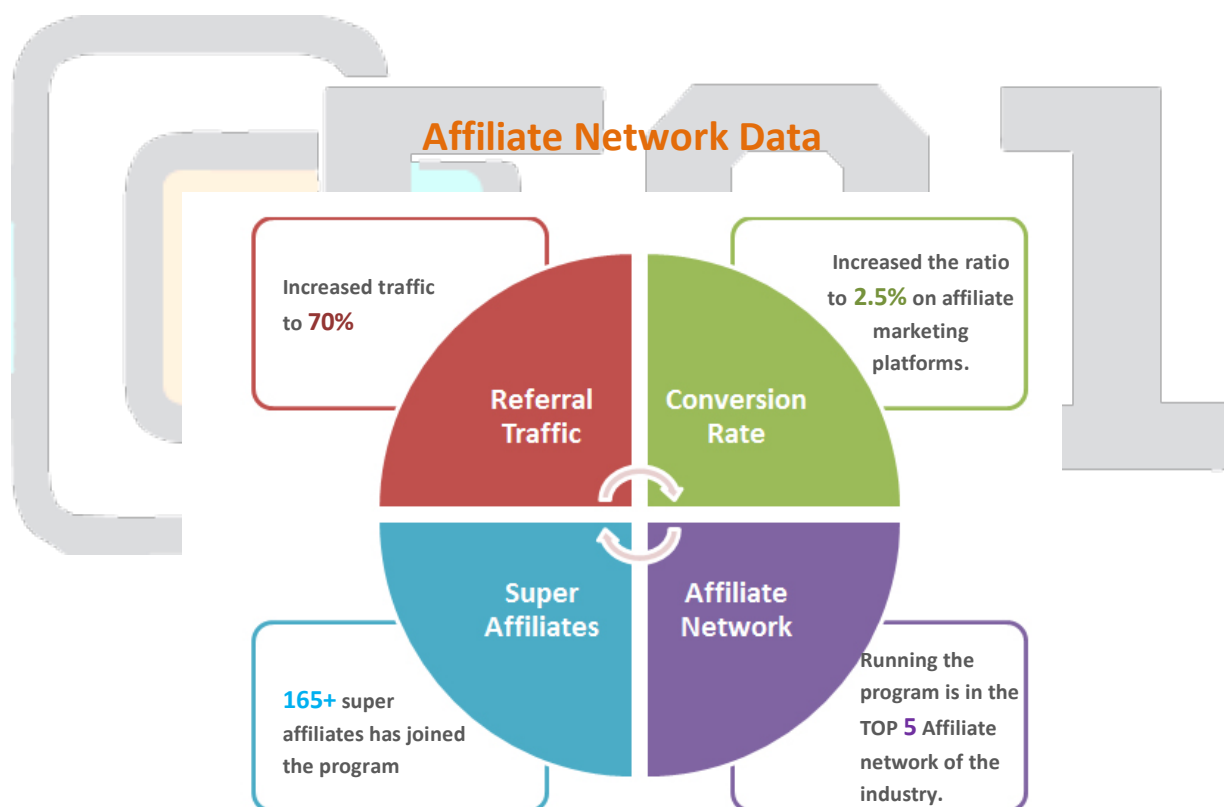 Affiliate Network Data
Increased traffic
to 70%
Increased the ratio
to 2.5% on affiliate
marketing
platforms.
Referral
Traffic
Conversion
Rate
Super
Affiliates
Affiliate
Network
165+ super
affiliates has joined
the program
Running the
program is in the
TOP 5 Affiliate
network of the
industry.